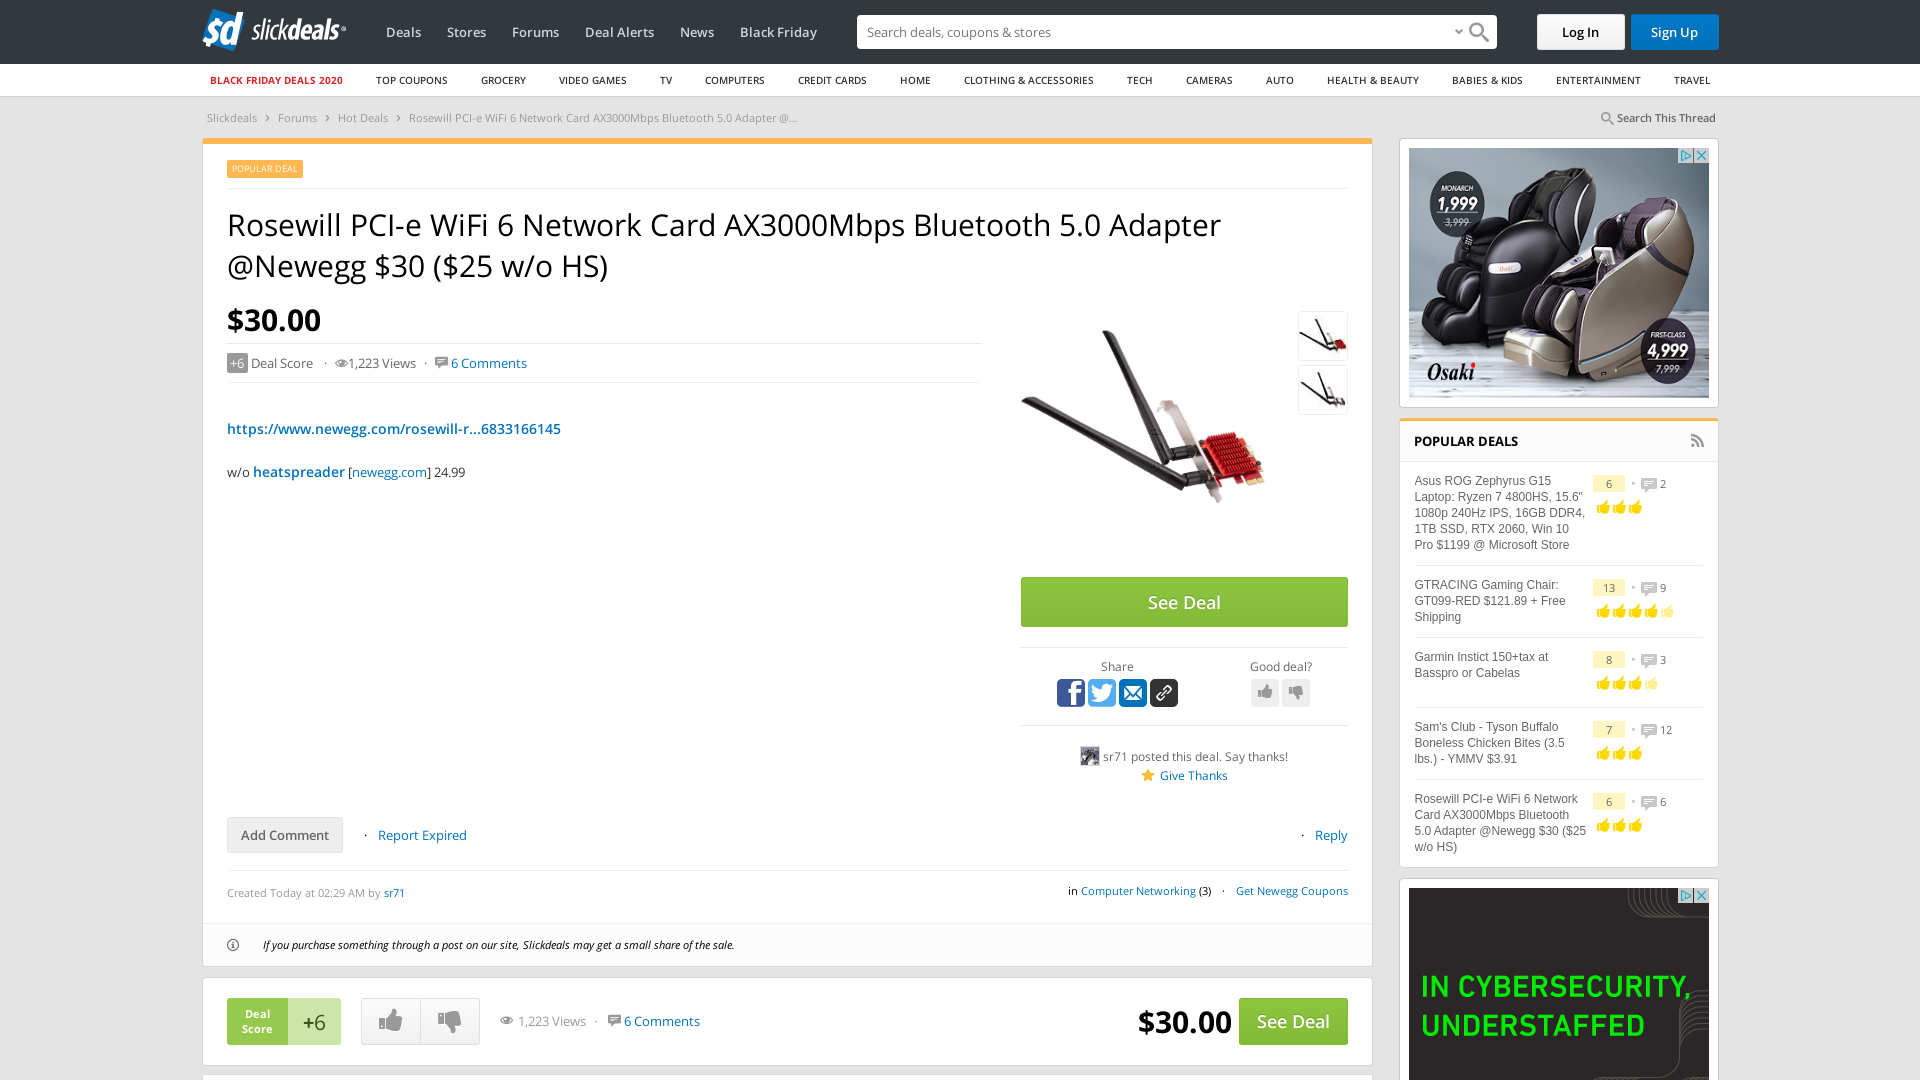 slickdeals
Deals
Stores
Forums
Deal Alerts
News
Black Friday
Search deals, coupons & stores
Log In
Sign Up
BLACK FRIDAY DEALS 2020
TOP COUPONS
GROCERY
VIDEO GAMES
TV
COMPUTERS
CREDIT CARDS
HOME
CLOTHING & ACCESSORIES
TECH
CAMERAS
AUTO
HEALTH & BEAUTY
BABIES & KIDS
ENTERTAINMENT
TRAVEL
Slickdeals › Forums › Hot Deals › Rosewill PCI-e WiFi 6 Network Card AX3000Mbps Bluetooth 5.0 Adapter @...
Search This Thread
POPULAR DEAL
Rosewill PCI-e WiFi 6 Network Card AX3000Mbps Bluetooth 5.0 Adapter
@Newegg $30 ($25 w/o HS)
$30.00
+6 Deal Score · 1,223 Views · 6 Comments
https://www.newegg.com/rosewill-r...6833166145
w/o heatspreader [newegg.com] 24.99
See Deal
Share
Good deal?
sr71 posted this deal. Say thanks!
Give Thanks
Add Comment · Report Expired
· Reply
Created Today at 02:29 AM by sr71
in Computer Networking (3) · Get Newegg Coupons
If you purchase something through a post on our site, Slickdeals may get a small share of the sale.
Deal
Score
+6
1,223 Views · 6 Comments
$30.00
See Deal
MONARCH
1,999
3,999
Osaki
FIRST-CLASS
4,999
7,999
Osaki
POPULAR DEALS
Asus ROG Zephyrus G15
Laptop: Ryzen 7 4800HS, 15.6"
1080p 240Hz IPS, 16GB DDR4,
1TB SSD, RTX 2060, Win 10
Pro $1199 @ Microsoft Store
6 · 2
GTRACING Gaming Chair:
GT099-RED $121.89 + Free
Shipping
13 · 9
Garmin Instict 150+tax at
Basspro or Cabelas
8 · 3
Sam's Club - Tyson Buffalo
Boneless Chicken Bites (3.5
lbs.) - YMMV $3.91
7 · 12
Rosewill PCI-e WiFi 6 Network
Card AX3000Mbps Bluetooth
5.0 Adapter @Newegg $30 ($25
w/o HS)
6 · 6
IN CYBERSECURITY,
UNDERSTAFFED